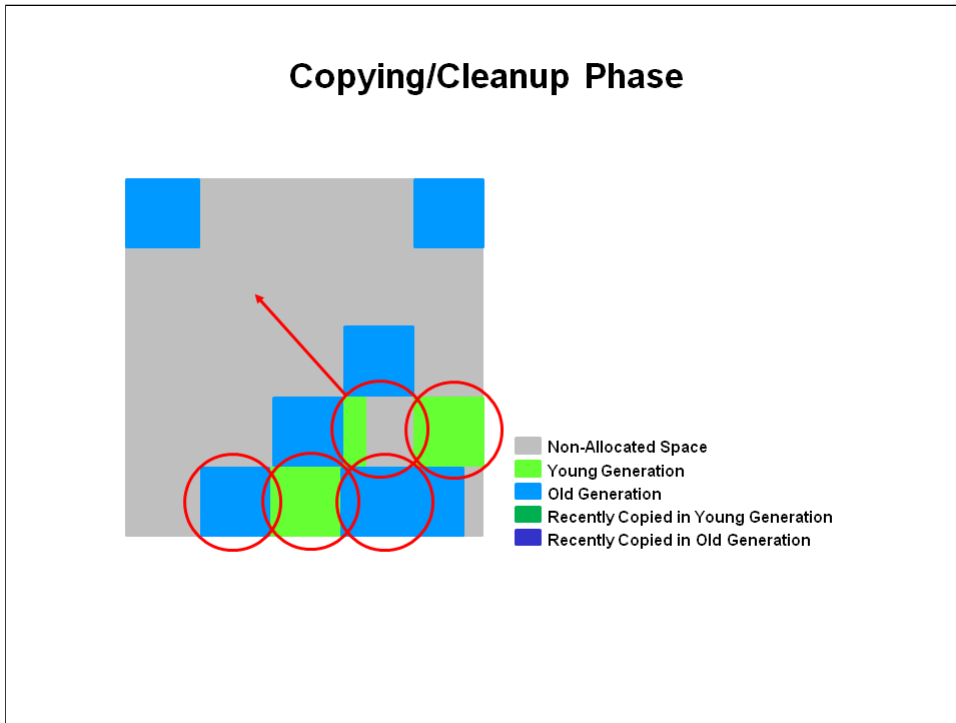 Copying/Cleanup Phase
Non-Allocated Space
Young Generation
Old Generation
Recently Copied in Young Generation
Recently Copied in Old Generation